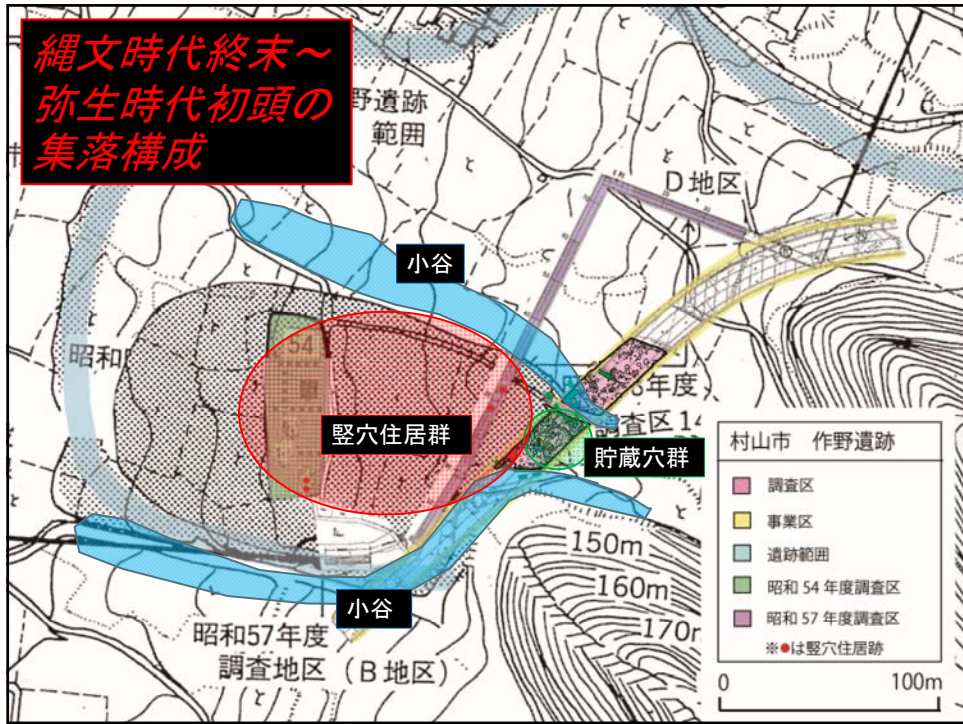 縄文時代終末～
弥生時代初頭の
集落構成
野遺跡
範囲
D地区
小谷
昭和
54
竪穴住居群
年度
調査区14
貯蔵穴群
小谷
昭和57年度
調査地区（B地区）
150m
160m
170m
村山市 作野遺跡
調査区
事業区
遺跡範囲
昭和54年度調査区
昭和57年度調査区
※●は竪穴住居跡
0 100m